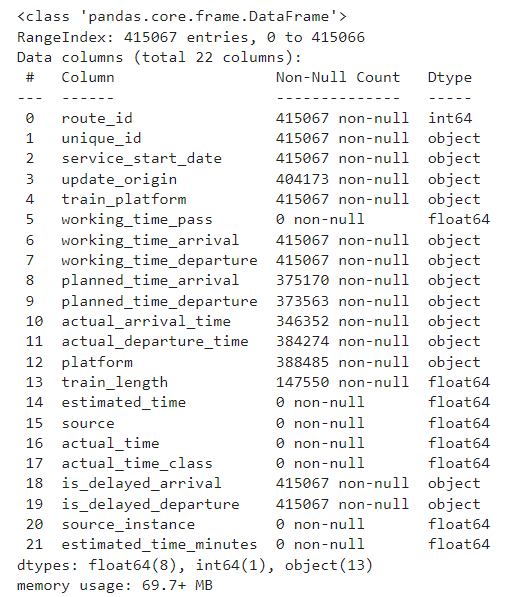 <class 'pandas.core.frame.DataFrame'>
RangeIndex: 415067 entries, 0 to 415066
Data columns (total 22 columns):
 #   Column                  Non-Null Count   Dtype
---  ------                  --------------   -----
 0   route_id                415067 non-null  int64
 1   unique_id               415067 non-null  object
 2   service_start_date      415067 non-null  object
 3   update_origin           404173 non-null  object
 4   train_platform          415067 non-null  object
 5   working_time_pass       0 non-null       float64
 6   working_time_arrival    415067 non-null  object
 7   working_time_departure  415067 non-null  object
 8   planned_time_arrival    375170 non-null  object
 9   planned_time_departure  373563 non-null  object
 10  actual_arrival_time     346352 non-null  object
 11  actual_departure_time   384274 non-null  object
 12  platform                388485 non-null  object
 13  train_length            147550 non-null  float64
 14  estimated_time          0 non-null       float64
 15  source                  0 non-null       float64
 16  actual_time             0 non-null       float64
 17  actual_time_class       0 non-null       float64
 18  is_delayed_arrival      415067 non-null  object
 19  is_delayed_departure    415067 non-null  object
 20  source_instance         0 non-null       float64
 21  estimated_time_minutes  0 non-null       float64
dtypes: float64(8), int64(1), object(13)
memory usage: 69.7+ MB